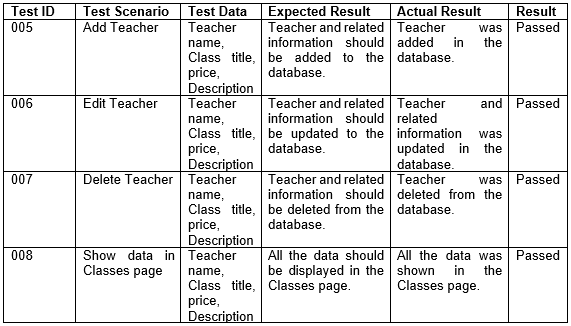 Test ID Test Scenario Test Data Expected Result Actual Result Result
005 Add Teacher Teacher Teacher and related Teacher was Passed
name, information should added in the
Class title, be added to the database.
price, database.
Description
006 Edit Teacher Teacher Teacher and related Teacher and Passed
name, information should related
Class title, be updated to the information was
price, database. updated in the
Description database.
007 Delete Teacher Teacher Teacher and related Teacher was Passed
name, information should deleted from the
Class title, be deleted from the database.
price, database.
Description
008 Show data in Teacher All the data should All the data was Passed
Classes page name, be displayed in the shown in the
Class title, Classes page. Classes page.
price,
Description